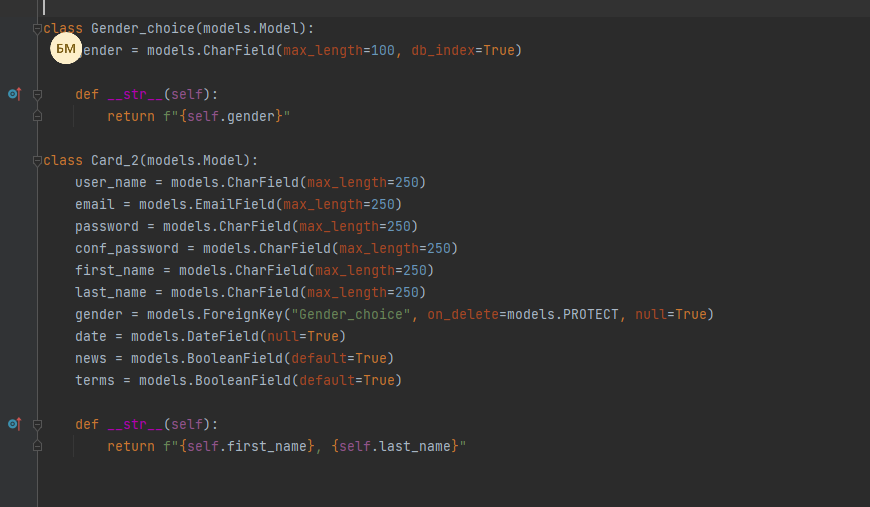 class Gender_choice(models.Model):
БМ
gender = models.CharField(max_length=100, db_index=True)
def __str__(self):
return f"{self.gender}"
class Card_2(models.Model):
user_name = models.CharField(max_length=250)
email = models.EmailField(max_length=250)
password = models.CharField(max_length=250)
conf_password = models.CharField(max_length=250)
first_name = models.CharField(max_length=250)
last_name = models.CharField(max_length=250)
gender = models.ForeignKey("Gender_choice", on_delete=models.PROTECT, null=True)
date = models.DateField(null=True)
news = models.BooleanField(default=True)
terms = models.BooleanField(default=True)
def __str__(self):
return f"{self.first_name}, {self.last_name}"